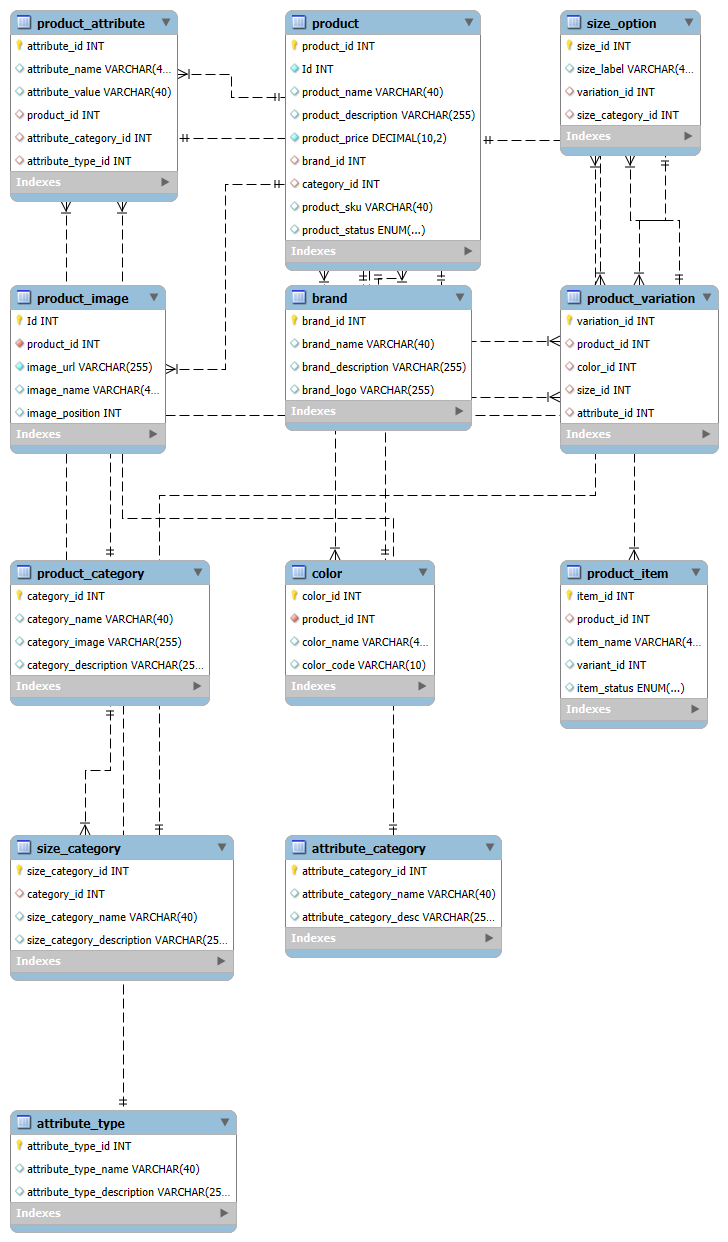 product_attribute
attribute_id INT
attribute_name VARCHAR(4...
attribute_value VARCHAR(40)
product_id INT
attribute_category_id INT
attribute_type_id INT
Indexes
product
product_id INT
Id INT
product_name VARCHAR(40)
product_description VARCHAR(255)
product_price DECIMAL(10,2)
brand_id INT
category_id INT
product_sku VARCHAR(40)
product_status ENUM(...)
Indexes
size_option
size_id INT
size_label VARCHAR(4...
variation_id INT
size_category_id INT
Indexes
product_image
Id INT
product_id INT
image_url VARCHAR(255)
image_name VARCHAR(4...
image_position INT
Indexes
brand
brand_id INT
brand_name VARCHAR(40)
brand_description VARCHAR(255)
brand_logo VARCHAR(255)
Indexes
product_variation
variation_id INT
product_id INT
color_id INT
size_id INT
attribute_id INT
Indexes
product_category
category_id INT
category_name VARCHAR(40)
category_image VARCHAR(255)
category_description VARCHAR(25...
Indexes
color
color_id INT
product_id INT
color_name VARCHAR(4...
color_code VARCHAR(10)
Indexes
product_item
item_id INT
product_id INT
item_name VARCHAR(4...
variant_id INT
item_status ENUM(...)
Indexes
size_category
size_category_id INT
category_id INT
size_category_name VARCHAR(40)
size_category_description VARCHAR(25...
Indexes
attribute_category
attribute_category_id INT
attribute_category_name VARCHAR(40)
attribute_category_desc VARCHAR(25...
Indexes
attribute_type
attribute_type_id INT
attribute_type_name VARCHAR(40)
attribute_type_description VARCHAR(25...
Indexes